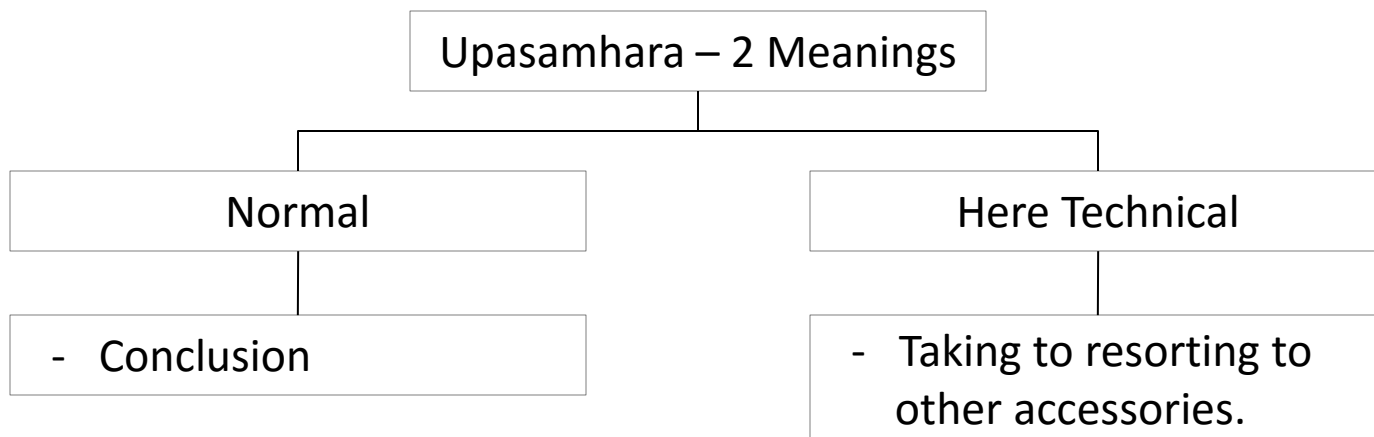 Upasamhara – 2 Meanings
Normal
Here Technical
- Conclusion
- Taking to resorting to
other accessories.